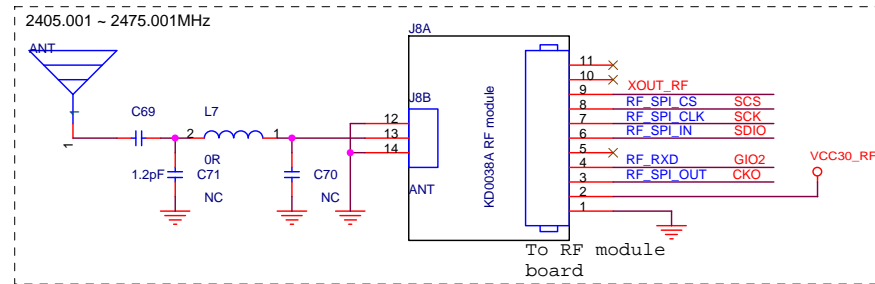 2405.001 ~ 2475.001MHz
ANT
1
1
C69
1.2pF
C71
NC
2
L7
1
0R
C70
NC
J8A
J8B
12
13
14
ANT
KD0038A RF module
11
10
9
XOUT_RF
8
RF_SPI_CS SCS
7
RF_SPI_CLK SCK
6
RF_SPI_IN SDIO
5
4
RF_RXD GIO2
3
RF_SPI_OUT CKO
2
1
VCC30_RF
To RF module
board